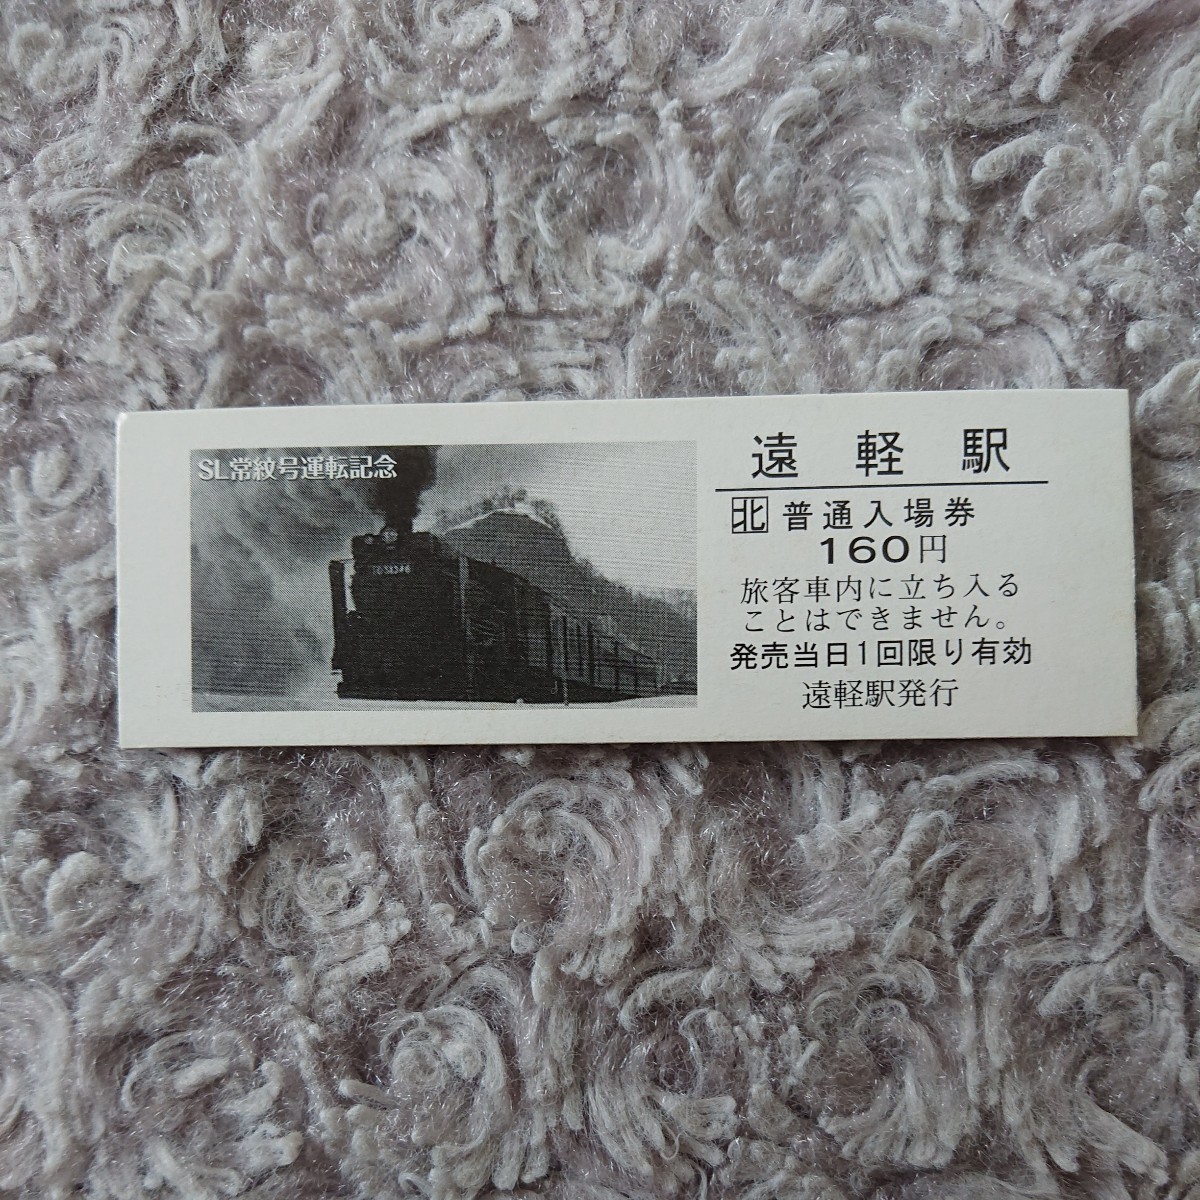 SL常紋号運転記念
遠軽駅
北 普通入場券
160円
旅客車内に立ち入る
ことはできません。
発売当日1回限り有効
遠軽駅発行